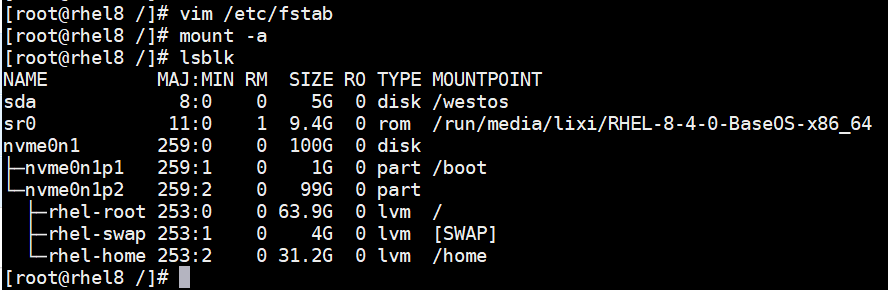 [root@rhel8 /]# vim /etc/fstab
[root@rhel8 /]# mount -a
[root@rhel8 /]# lsblk
NAME          MAJ:MIN RM  SIZE RO TYPE MOUNTPOINT
sda             8:0    0    5G  0 disk /westos
sr0            11:0    1  9.4G  0 rom  /run/media/lixi/RHEL-8-4-0-BaseOS-x86_64
nvme0n1       259:0    0  100G  0 disk
├─nvme0n1p1   259:1    0    1G  0 part /boot
└─nvme0n1p2   259:2    0   99G  0 part
  ├─rhel-root 253:0    0 63.9G  0 lvm  /
  ├─rhel-swap 253:1    0    4G  0 lvm  [SWAP]
  └─rhel-home 253:2    0 31.2G  0 lvm  /home
[root@rhel8 /]#